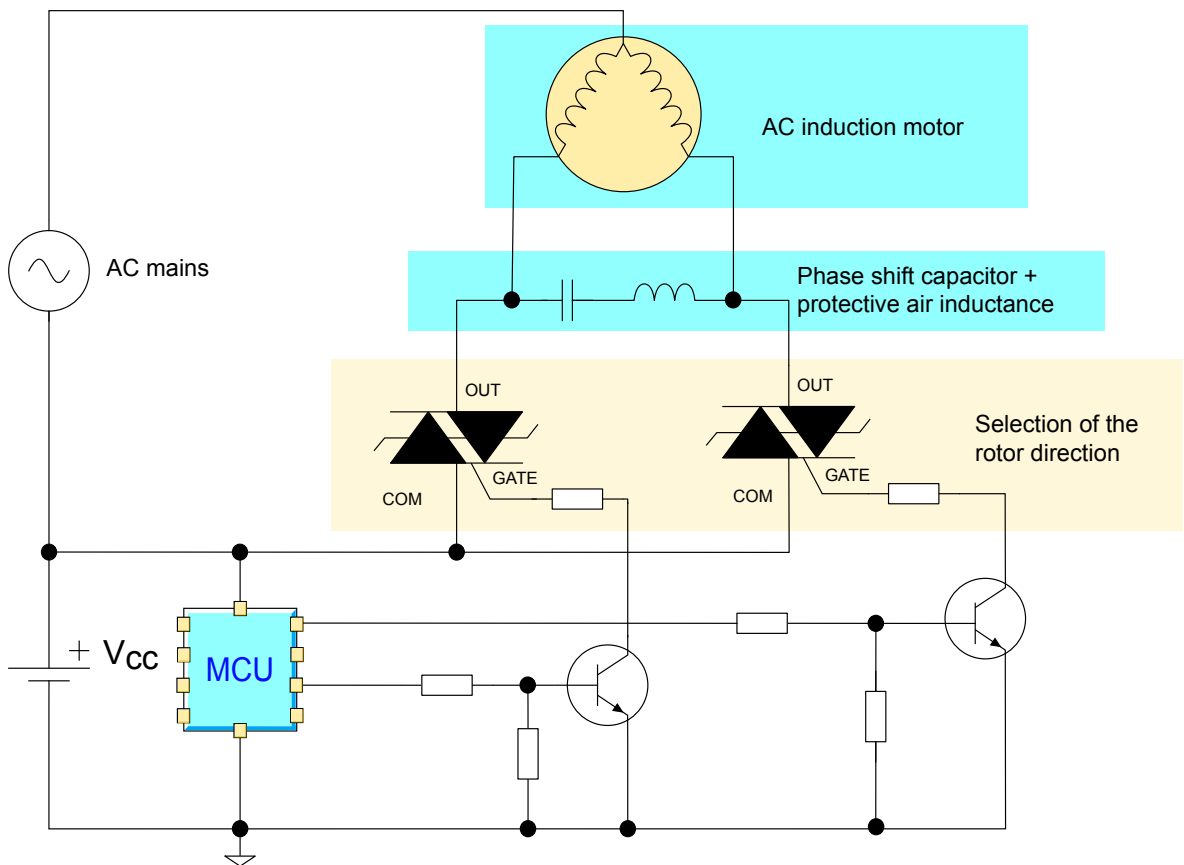 AC induction motor
AC mains
Phase shift capacitor +
protective air inductance
OUT
OUT
Selection of the
rotor direction
GATE
GATE
COM
COM
+ Vcc
MCU